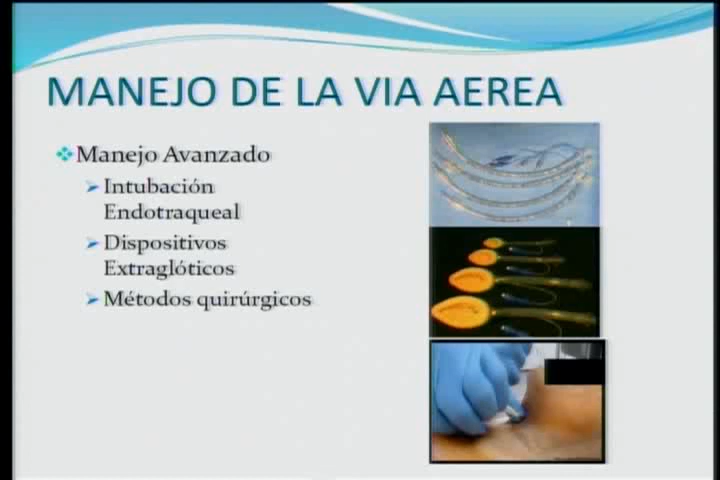 MANEJO DE LA VIA AEREA
Manejo Avanzado
Intubación
Endotraqueal
Dispositivos
Extraglóticos
Métodos quirúrgicos